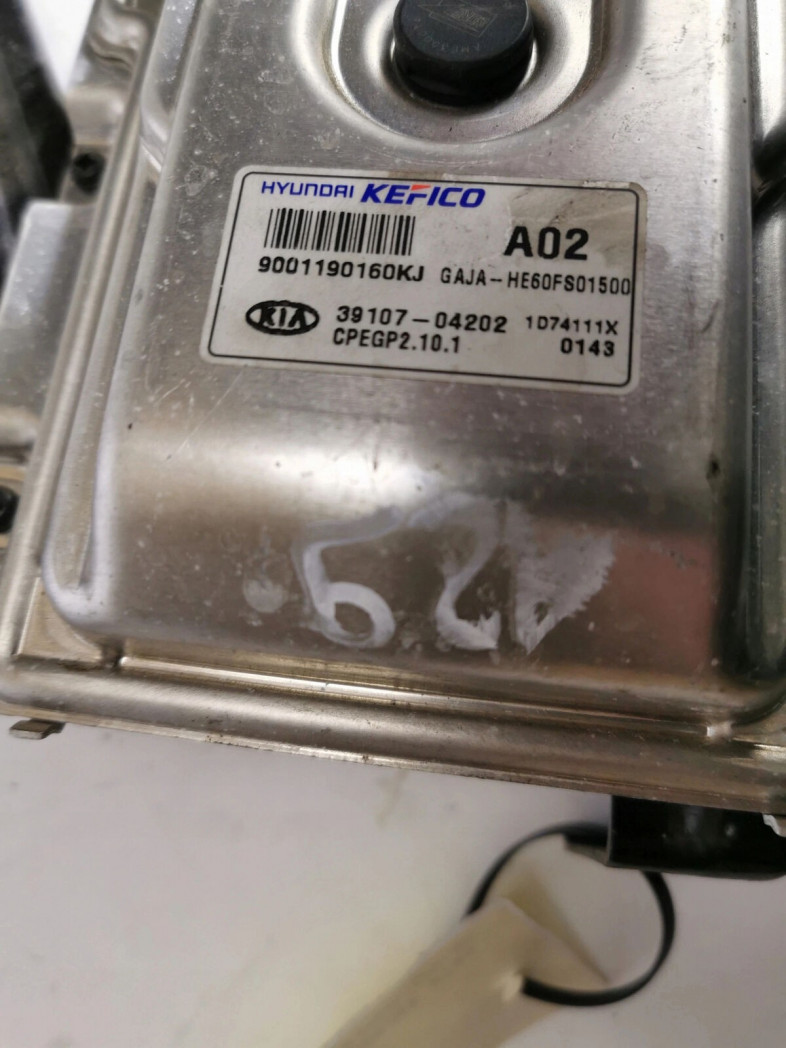 HYUNDAI KEFICO
A02
9001190160KJ GAJA-HE60FS01500
KIA 39107-04202 1D74111X
CPEGP2.10.1 0143